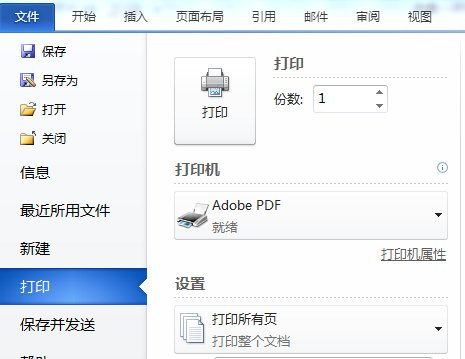 文件 开始 插入 页面布局 引用 邮件 审阅 视图
保存
另存为
打开
关闭
信息
最近所用文件
新建
打印
保存并发送
帮助
打印
打印
份数: 1
打印机
Adobe PDF
就绪
打印机属性
设置
打印所有页
打印整个文档